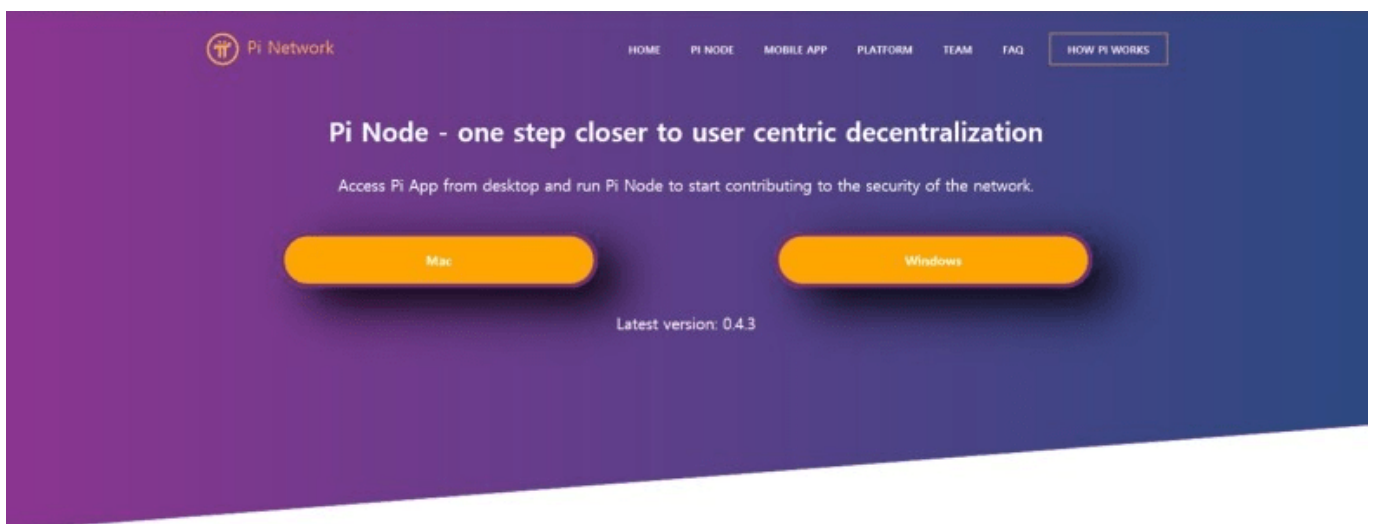 Pi Network
HOME PI NODE MOBILE APP PLATFORM TEAM FAQ HOW PI WORKS
Pi Node - one step closer to user centric decentralization
Access Pi App from desktop and run Pi Node to start contributing to the security of the network.
Mac
Windows
Latest version: 0.4.3